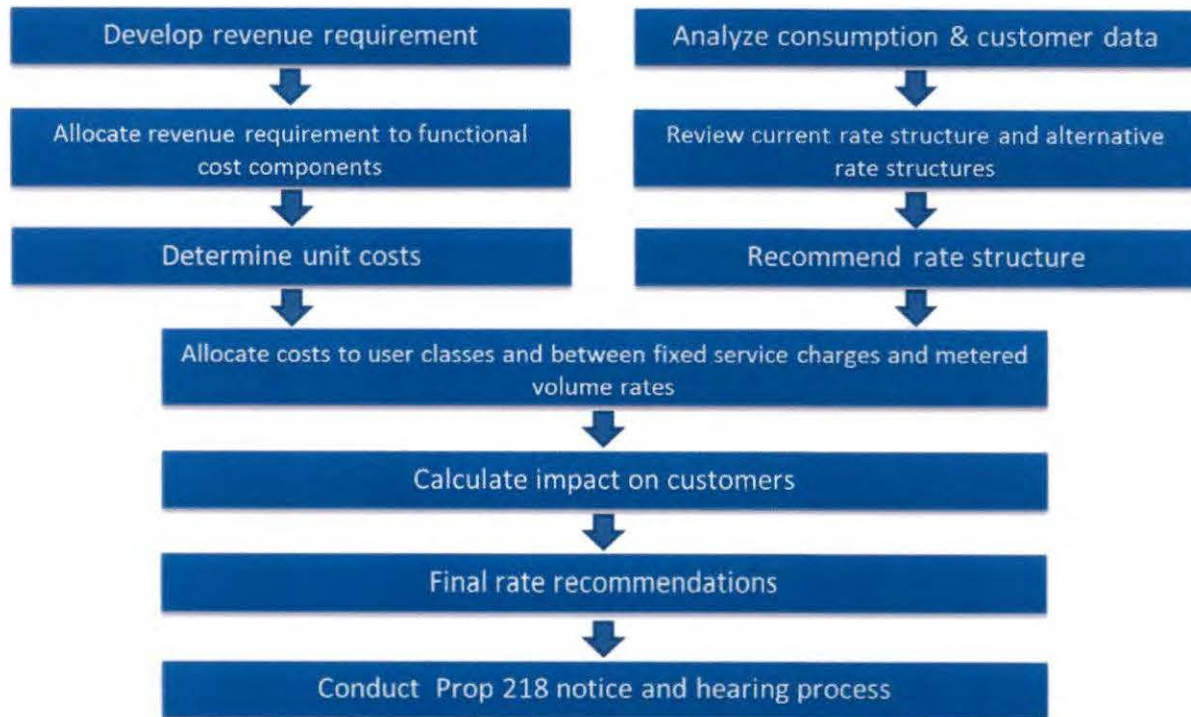 Develop revenue requirement
Analyze consumption & customer data
Allocate revenue requirement to functional
cost components
Review current rate structure and alternative
rate structures
Determine unit costs
Recommend rate structure
Allocate costs to user classes and between fixed service charges and metered
volume rates
Calculate impact on customers
Final rate recommendations
Conduct Prop 218 notice and hearing process